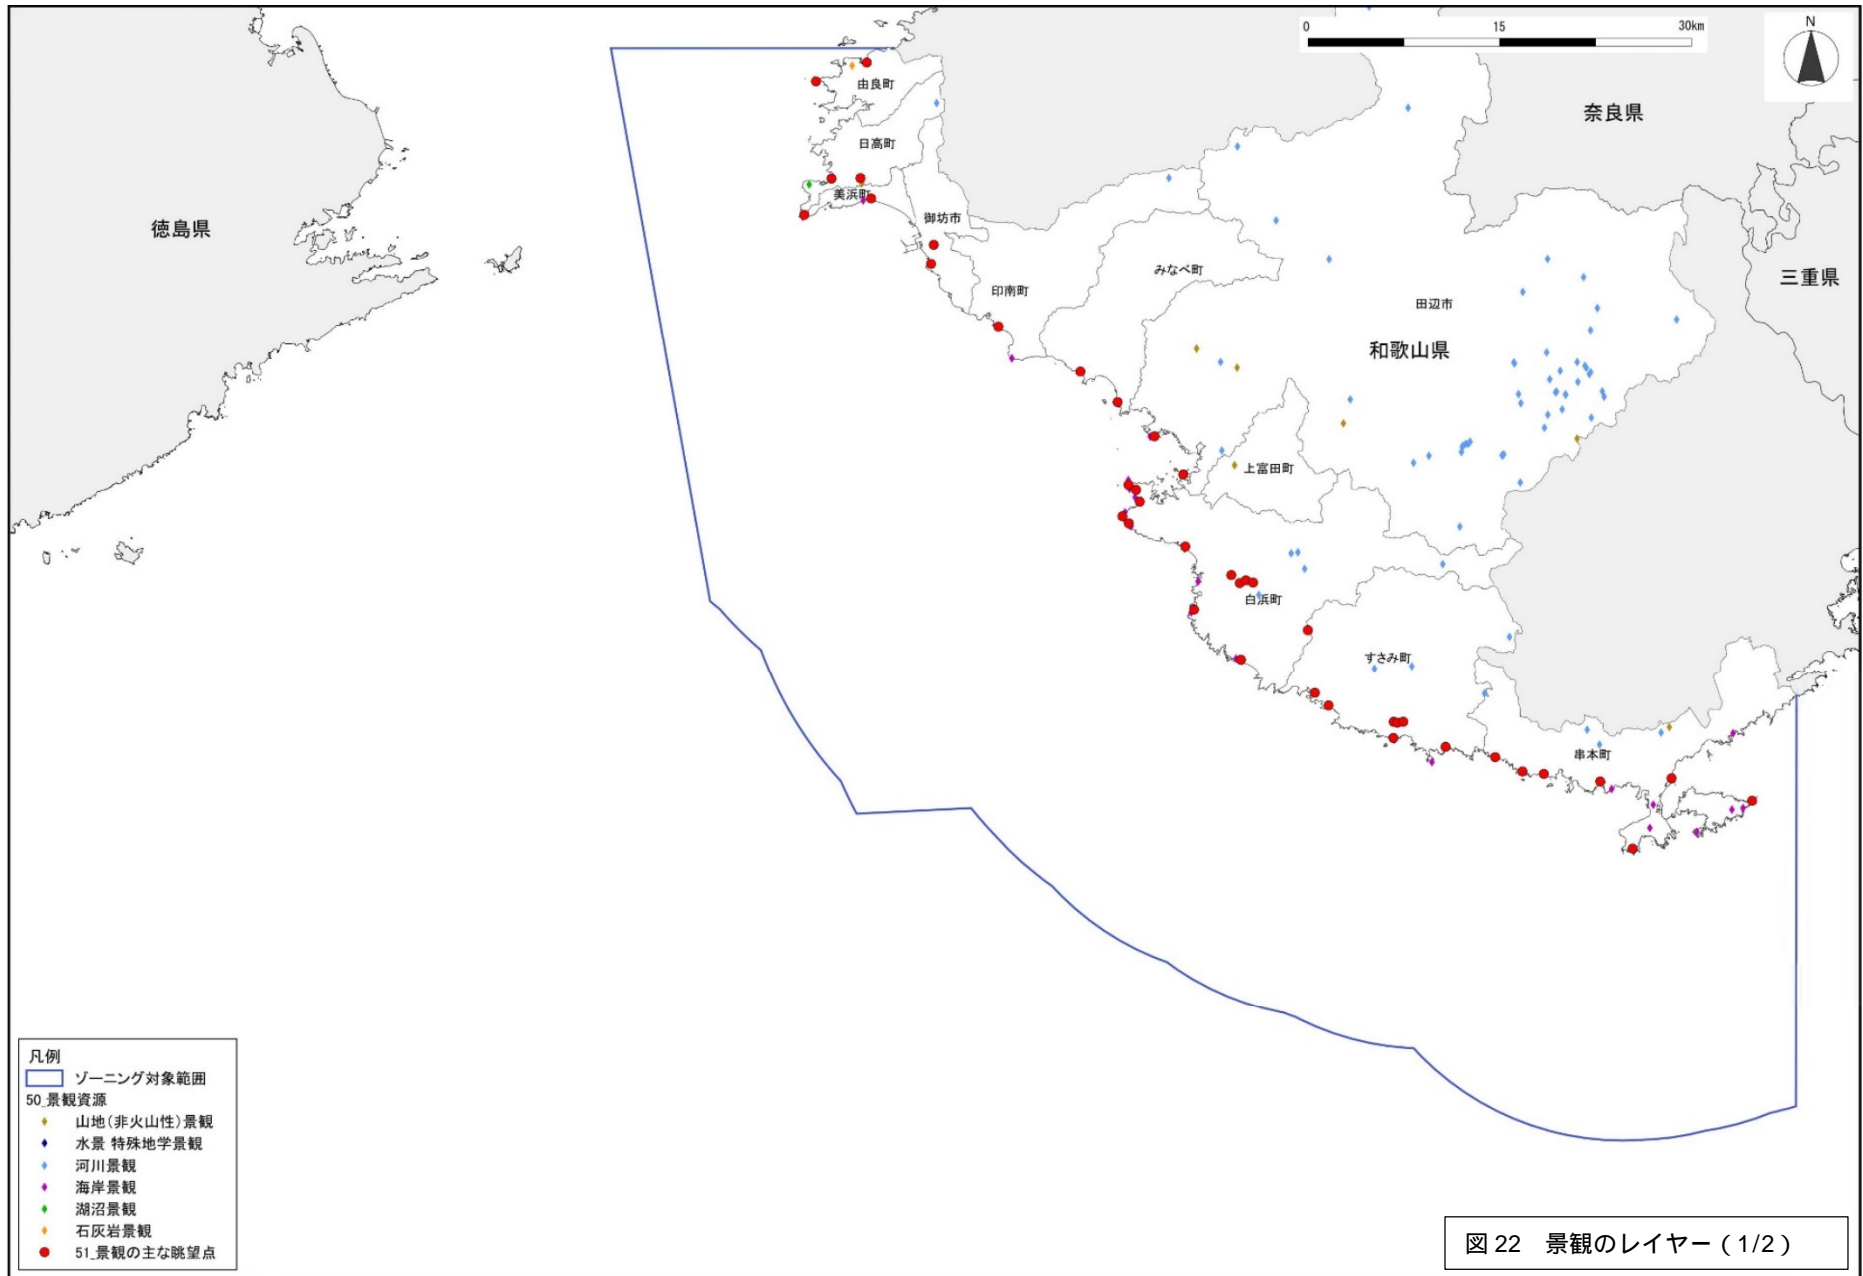 0 15 30km
N
由良町
奈良県
日高町
美浜町
御坊市
徳島県
みなべ町
三重県
印南町
田辺市
和歌山県
上富田町
白浜町
すさみ町
串本町
凡例
ゾーニング対象範囲
50_景観資源
山地(非火山性)景観
水景 特殊地学景観
河川景観
海岸景観
湖沼景観
石灰岩景観
51_景観の主な眺望点
図 22 景観のレイヤー(1/2)